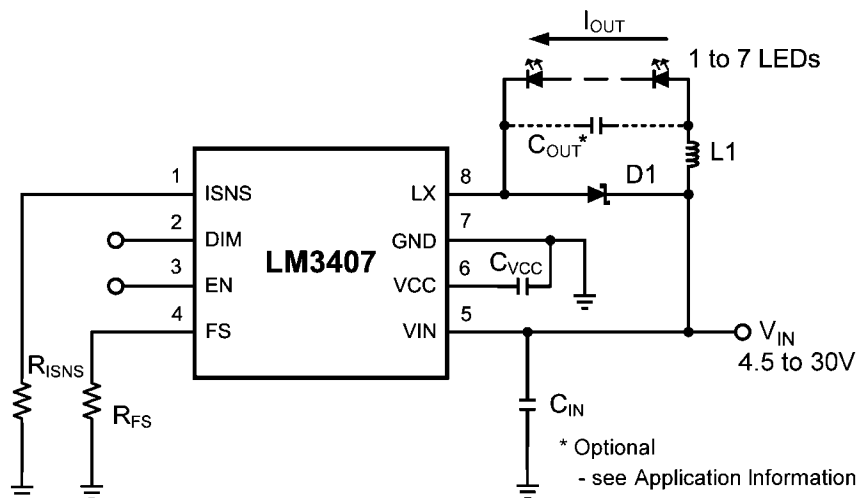 IOUT
1 to 7 LEDs
COUT*
L1
D1
1
ISNS
LX
8
2
DIM
GND
7
LM3407
CVCC
3
EN
VCC
6
4
FS
VIN
5
VIN
4.5 to 30V
RISNS
RFS
CIN
* Optional
- see Application Information